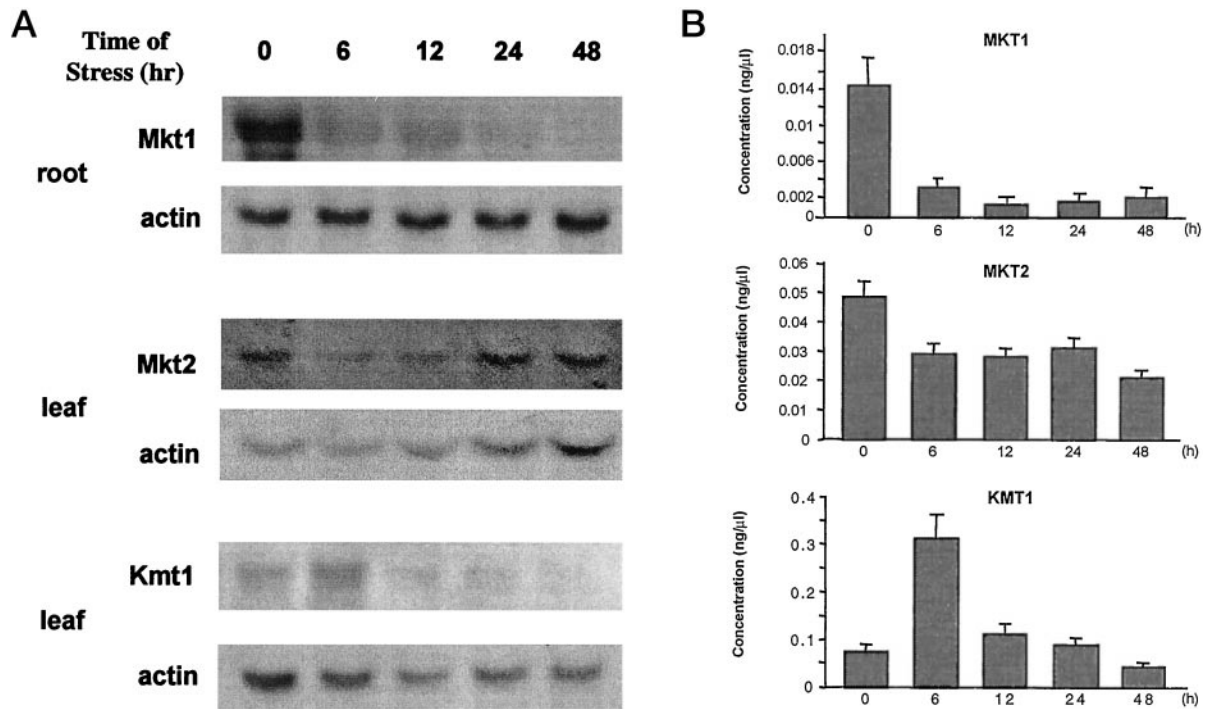 A
Time of Stress (hr)
0 6 12 24 48
Mkt1
root
actin
Mkt2
leaf
actin
Kmt1
leaf
actin
B
MKT1
Concentration (ng/µl)
0.018
0.014
0.01
0.006
0.002
0
0 6 12 24 48 (h)
MKT2
Concentration (ng/µl)
0.06
0.05
0.04
0.03
0.02
0.01
0
0 6 12 24 48 (h)
KMT1
Concentration (ng/µl)
0.4
0.3
0.2
0.1
0
0 6 12 24 48 (h)